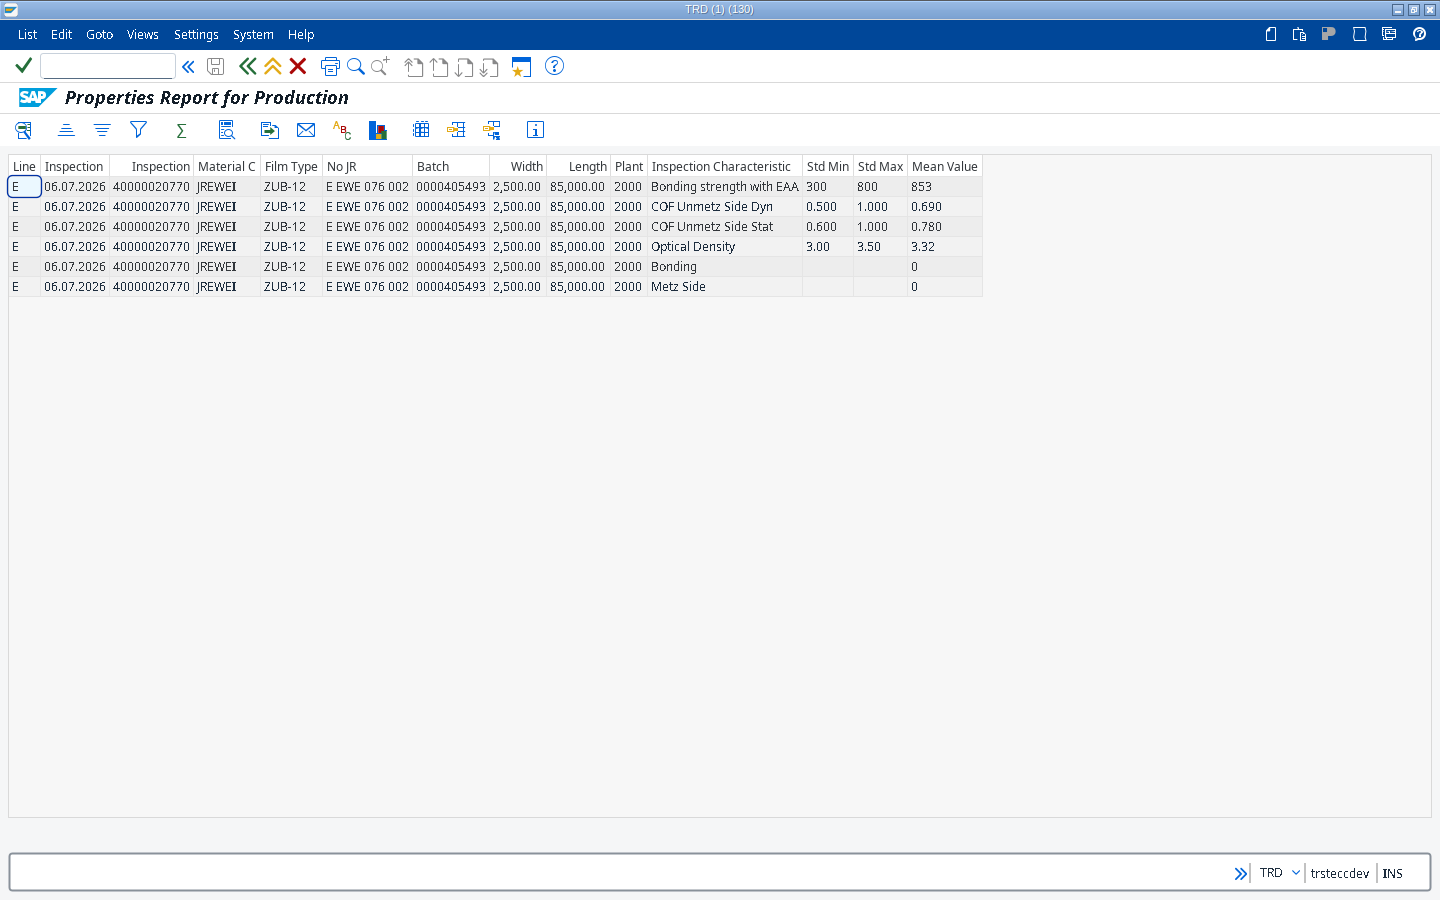 TRD (1) (130)
List Edit Goto Views Settings System Help
SAP Properties Report for Production
Line Inspection Inspection Material C Film Type No JR Batch Width Length Plant Inspection Characteristic Std Min Std Max Mean Value
E 06.07.2026 40000020770 JREWEI ZUB-12 E EWE 076 002 0000405493 2,500.00 85,000.00 2000 Bonding strength with EAA 300 800 853
E 06.07.2026 40000020770 JREWEI ZUB-12 E EWE 076 002 0000405493 2,500.00 85,000.00 2000 COF Unmetz Side Dyn 0.500 1.000 0.690
E 06.07.2026 40000020770 JREWEI ZUB-12 E EWE 076 002 0000405493 2,500.00 85,000.00 2000 COF Unmetz Side Stat 0.600 1.000 0.780
E 06.07.2026 40000020770 JREWEI ZUB-12 E EWE 076 002 0000405493 2,500.00 85,000.00 2000 Optical Density 3.00 3.50 3.32
E 06.07.2026 40000020770 JREWEI ZUB-12 E EWE 076 002 0000405493 2,500.00 85,000.00 2000 Bonding 0
E 06.07.2026 40000020770 JREWEI ZUB-12 E EWE 076 002 0000405493 2,500.00 85,000.00 2000 Metz Side 0
TRD trsteccdev INS